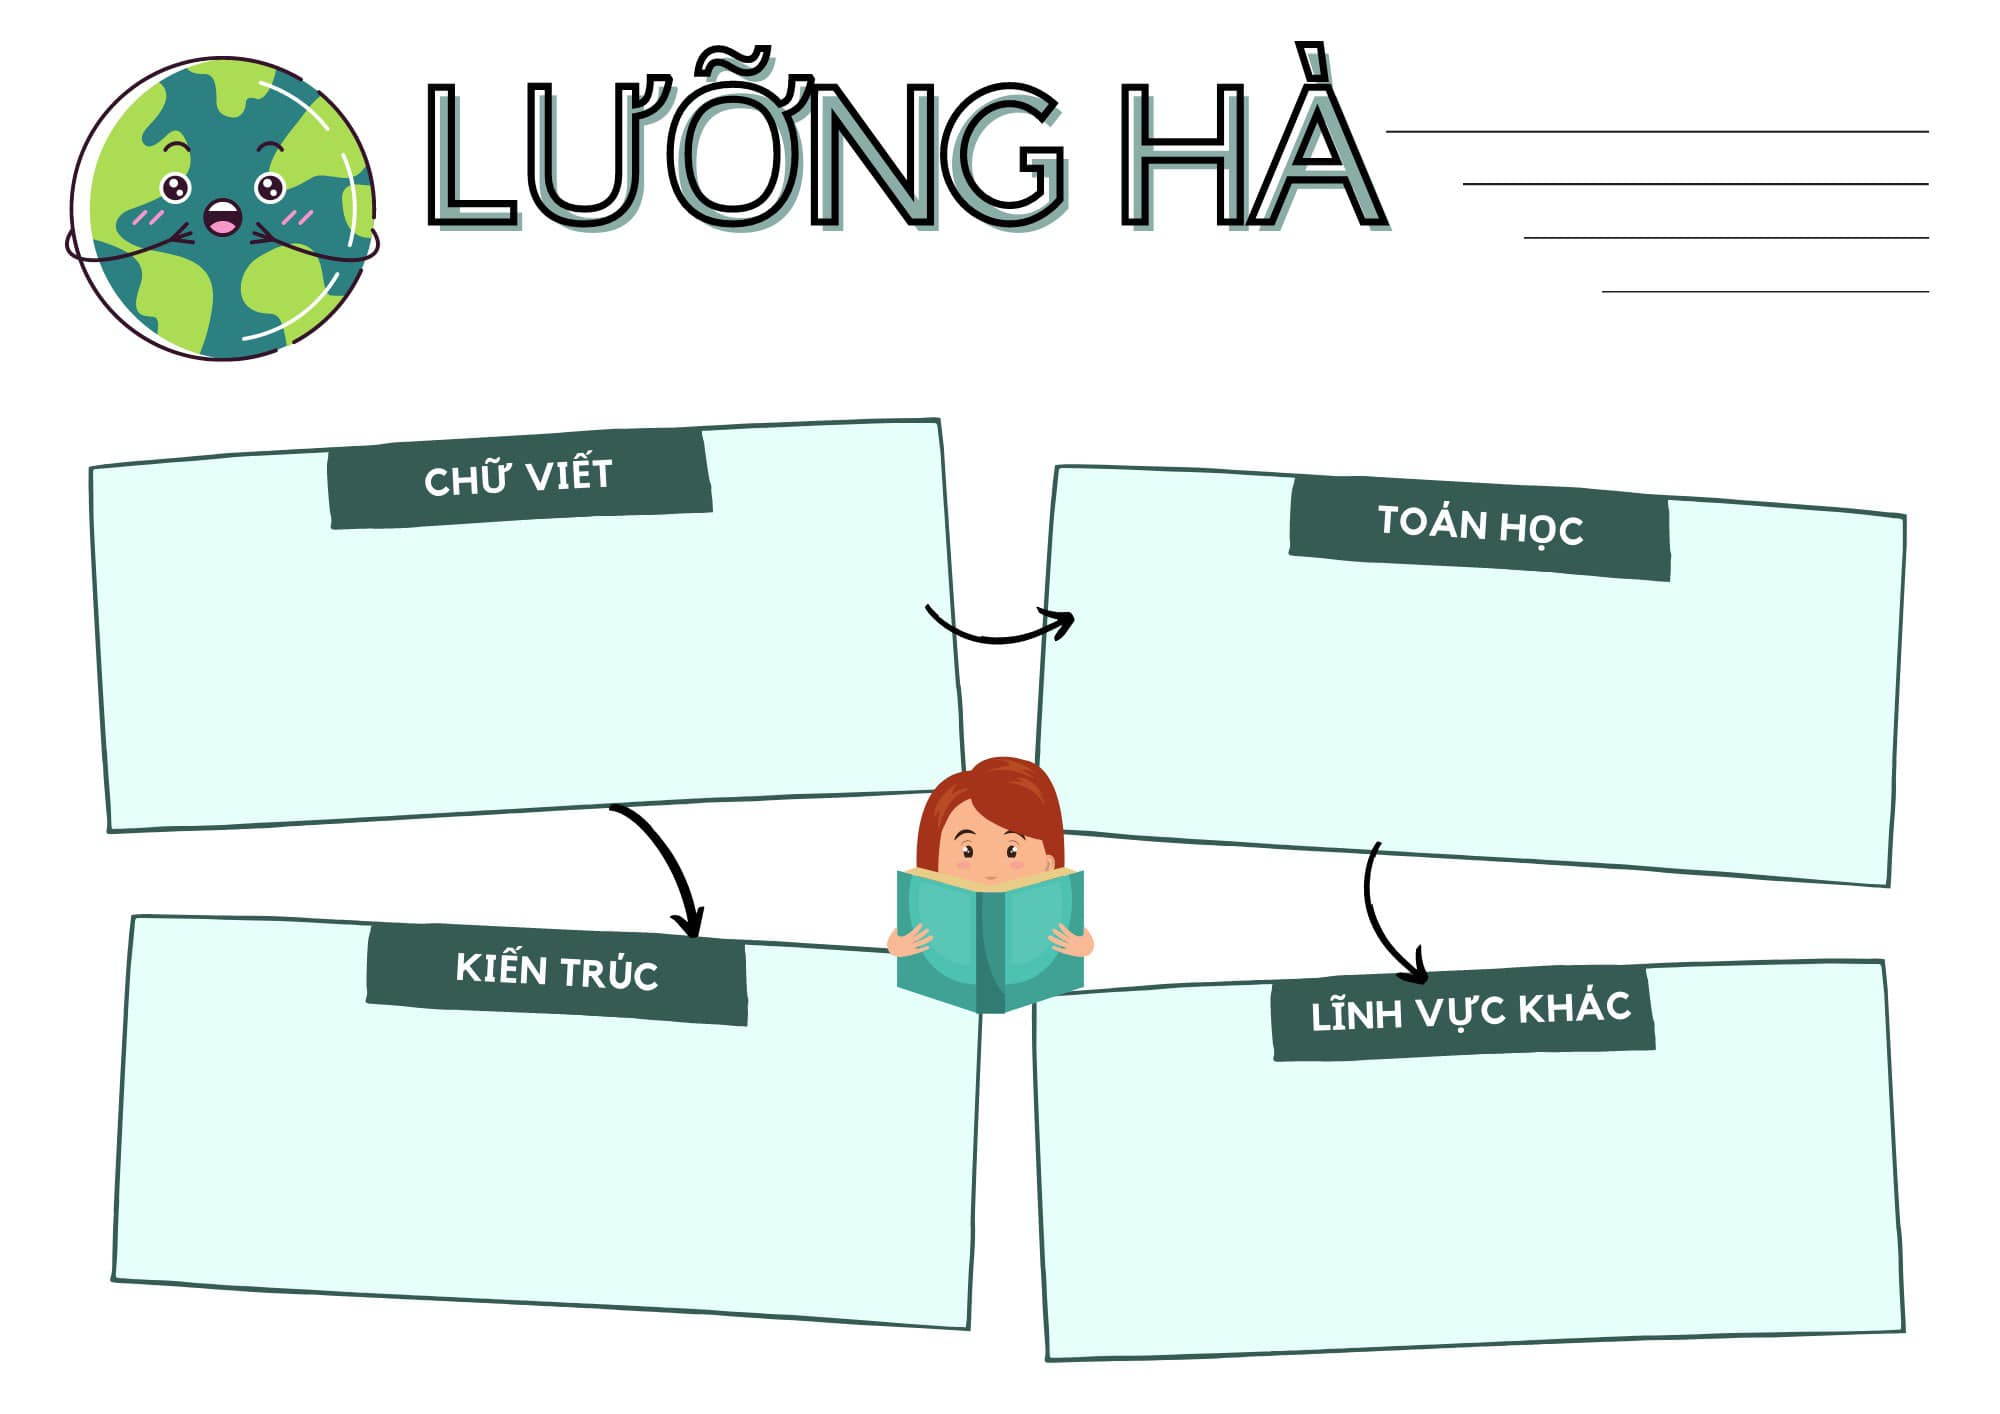 LƯỠNG HÀ
CHỮ VIẾT
TOÁN HỌC
KIẾN TRÚC
LĨNH VỰC KHÁC